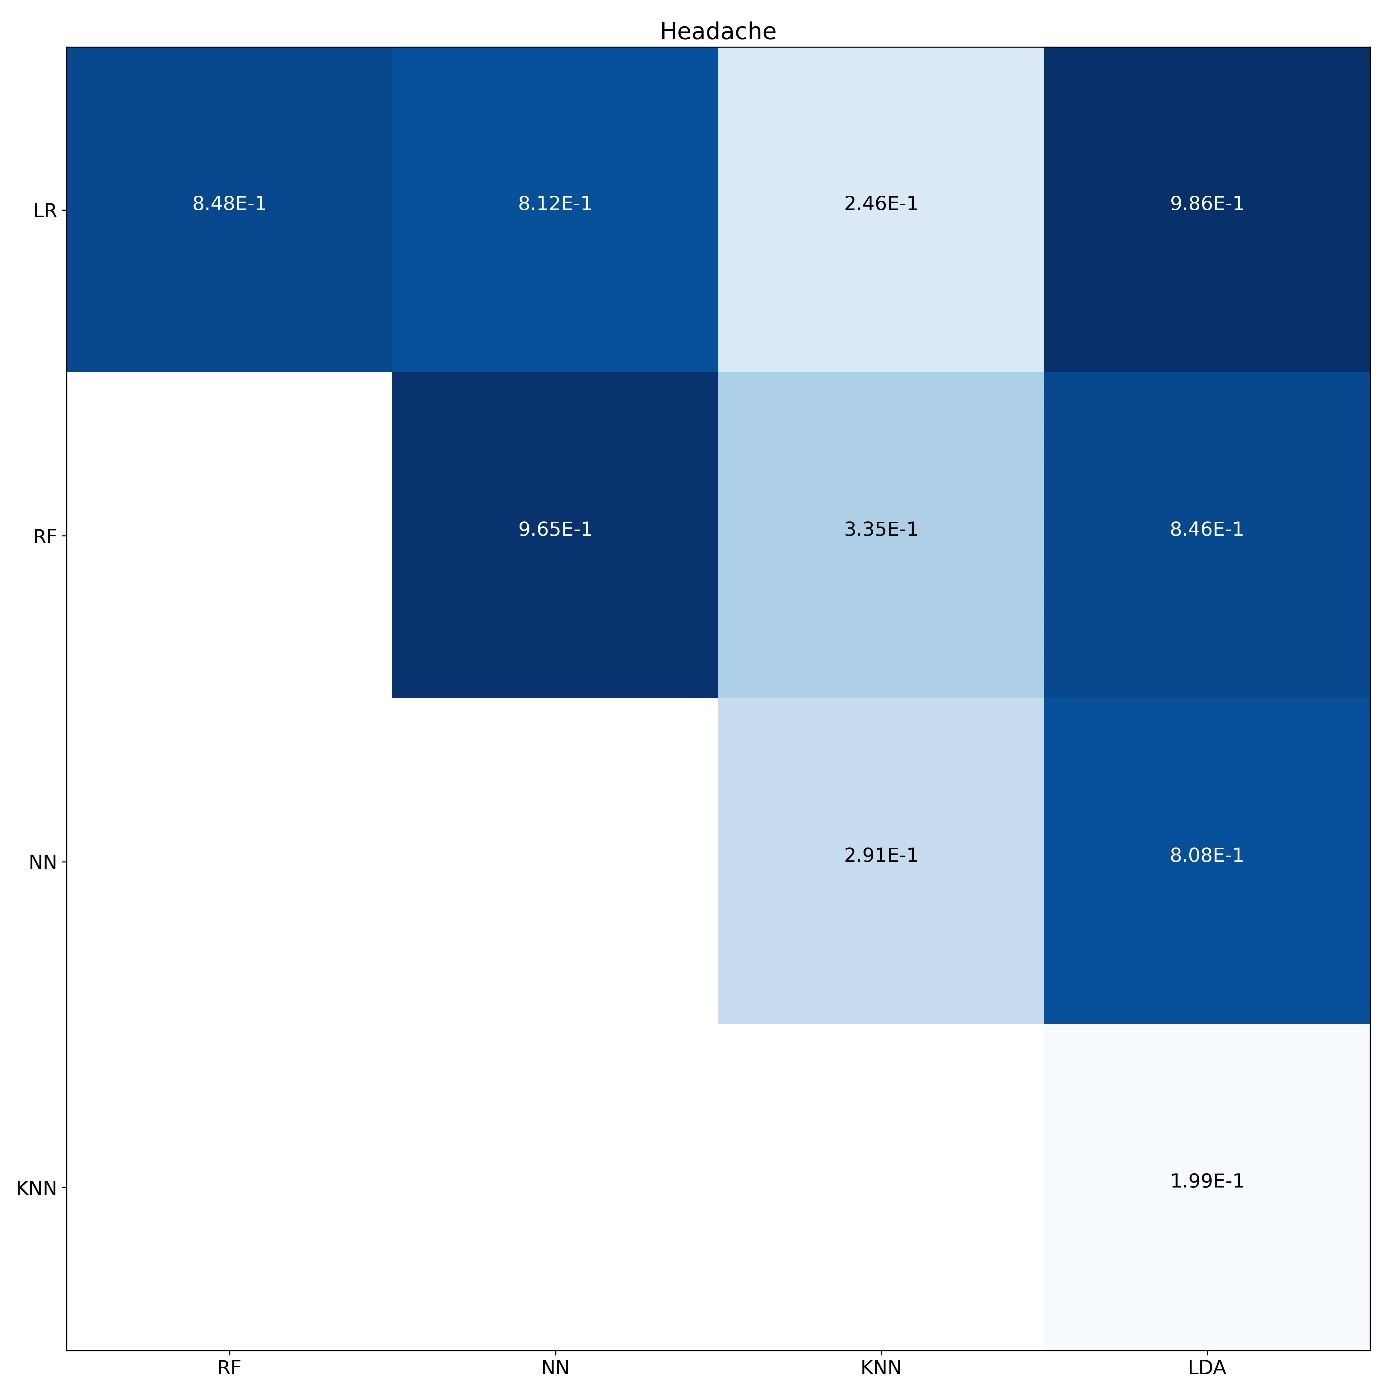 Headache
LR 8.48E-1 8.12E-1 2.46E-1 9.86E-1
RF 9.65E-1 3.35E-1 8.46E-1
NN 2.91E-1 8.08E-1
KNN 1.99E-1
RF NN KNN LDA